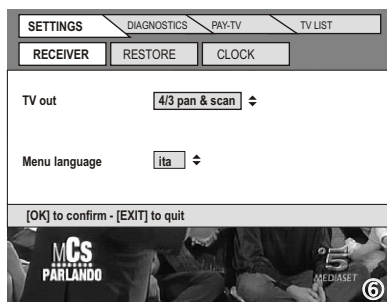 SETTINGS DIAGNOSTICS PAY-TV TV LIST
RECEIVER RESTORE CLOCK
TV out 4/3 pan & scan
Menu language ita
[OK] to confirm - [EXIT] to quit
MCS
PARLANDO
5
MEDIASET
6